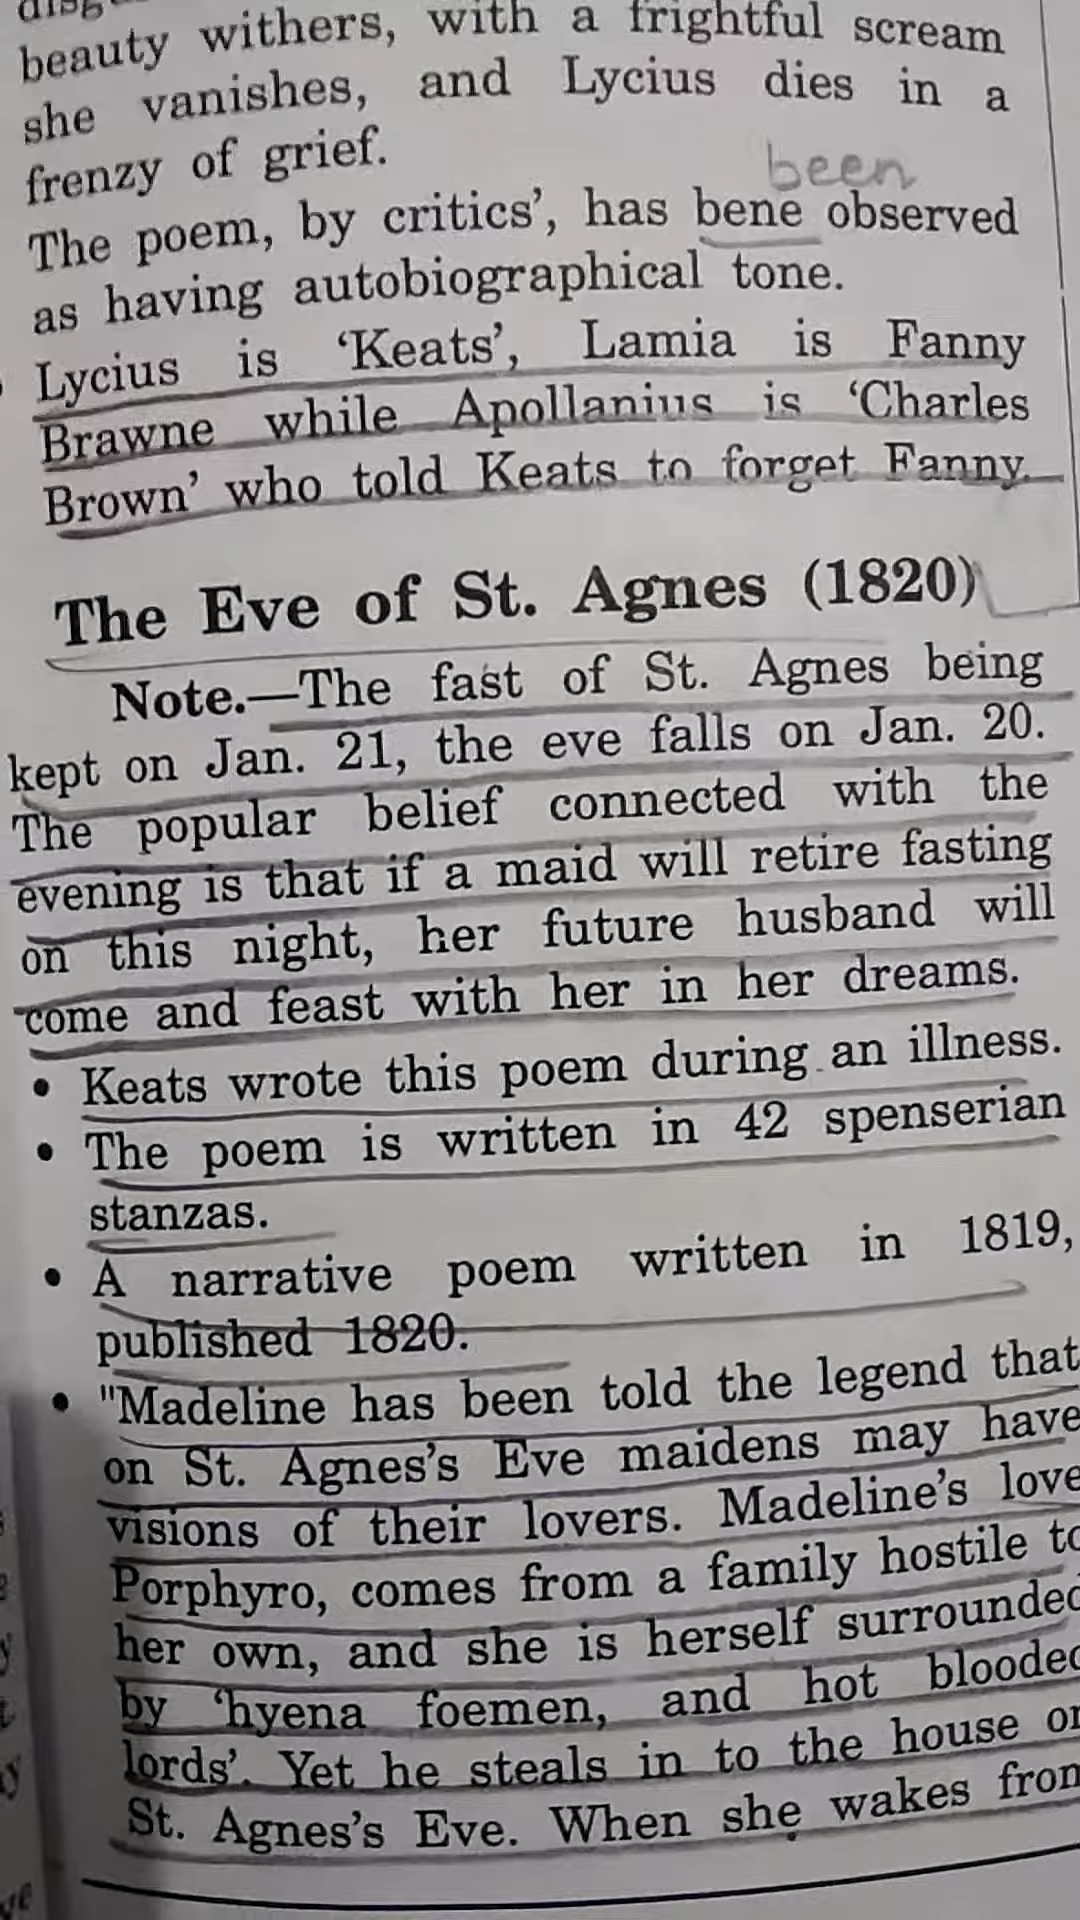 beauty withers, with a frightful scream
she vanishes, and Lycius dies in a
frenzy of grief.
been
The poem, by critics', has bene observed
as having autobiographical tone.
Lycius is 'Keats', Lamia is Fanny
Brawne while Apollanius is 'Charles
Brown' who told Keats to forget Fanny.
The Eve of St. Agnes (1820)
Note.—The fast of St. Agnes being
kept on Jan. 21, the eve falls on Jan. 20.
The popular belief connected with the
evening is that if a maid will retire fasting
on this night, her future husband will
come and feast with her in her dreams.
• Keats wrote this poem during an illness.
• The poem is written in 42 spenserian
stanzas.
• A narrative poem written in 1819,
published 1820.
• "Madeline has been told the legend that
on St. Agnes's Eve maidens may have
visions of their lovers. Madeline's love
Porphyro, comes from a family hostile to
her own, and she is herself surrounded
by 'hyena foemen, and hot blooded
lords'. Yet he steals in to the house on
St. Agnes's Eve. When she wakes from